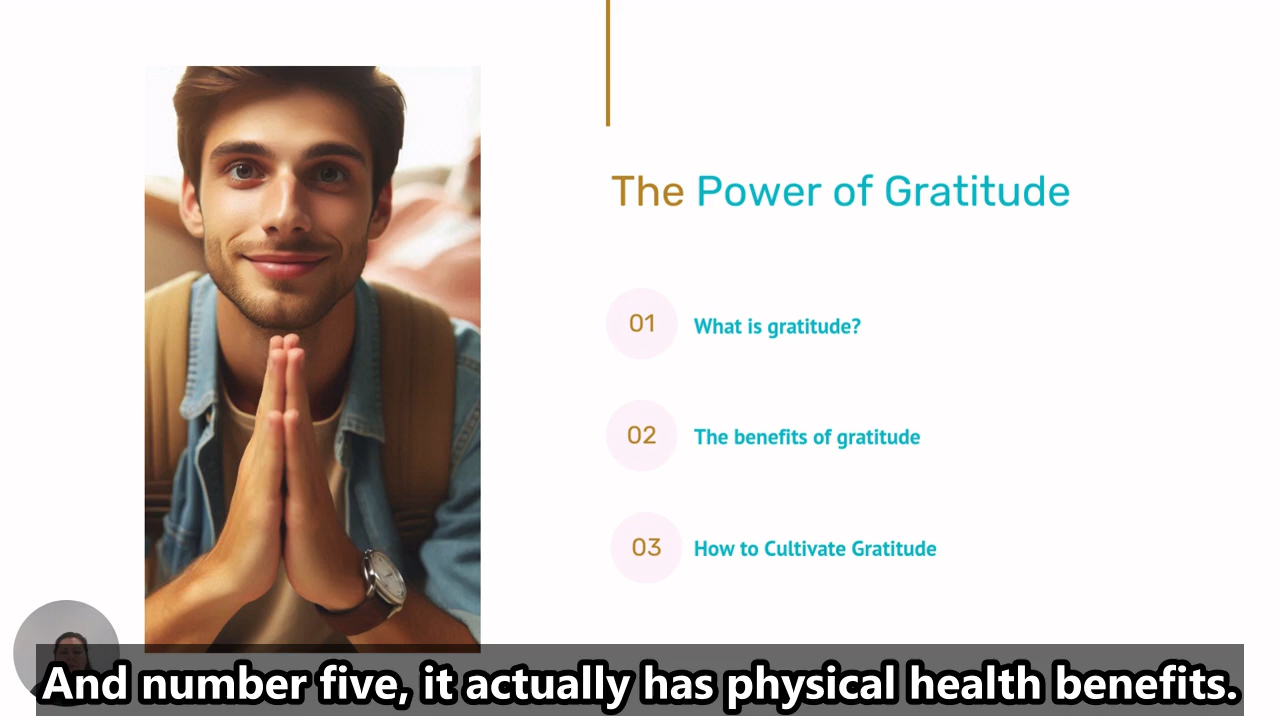 The Power of Gratitude
01 What is gratitude?
02 The benefits of gratitude
03 How to Cultivate Gratitude
And number five, it actually has physical health benefits.